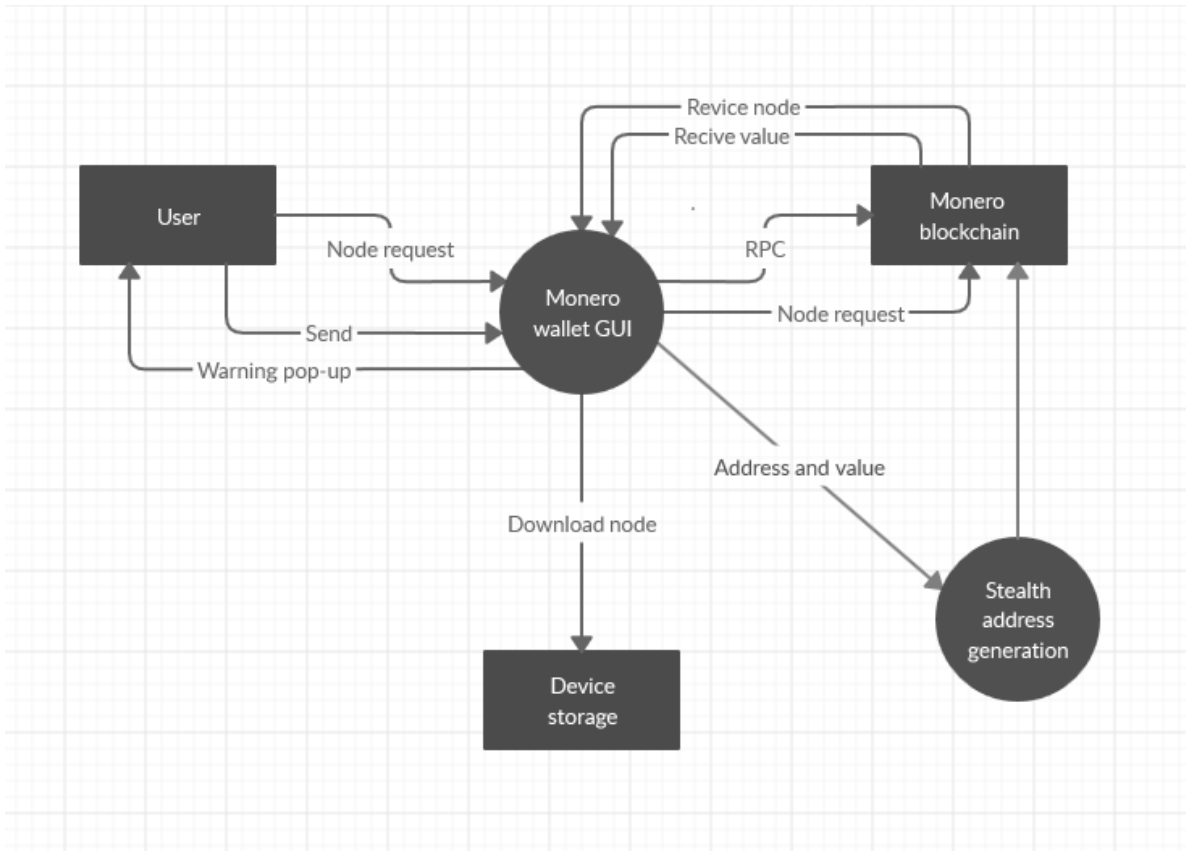 Revice node
Recive value
User
Monero
blockchain
Node request
RPC
Monero
wallet GUI
Node request
Send
Warning pop-up
Address and value
Download node
Stealth
address
generation
Device
storage